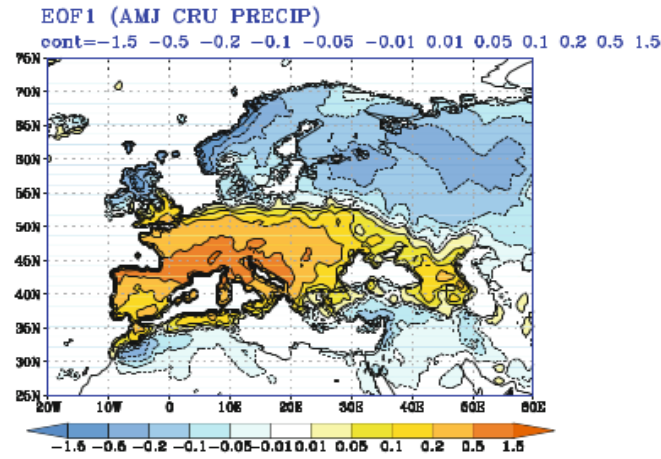 EOF1 (AMJ CRU PRECIP)
cont=-1.5 -0.5 -0.2 -0.1 -0.05 -0.01 0.01 0.05 0.1 0.2 0.5 1.5
75N
70N
65N
60N
55N
50N
45N
40N
35N
30N
25N
20W 10W 0 10E 20E 30E 40E 50E 60E
-1.5 -0.5 -0.2 -0.1 -0.05 -0.01 0.01 0.05 0.1 0.2 0.5 1.5